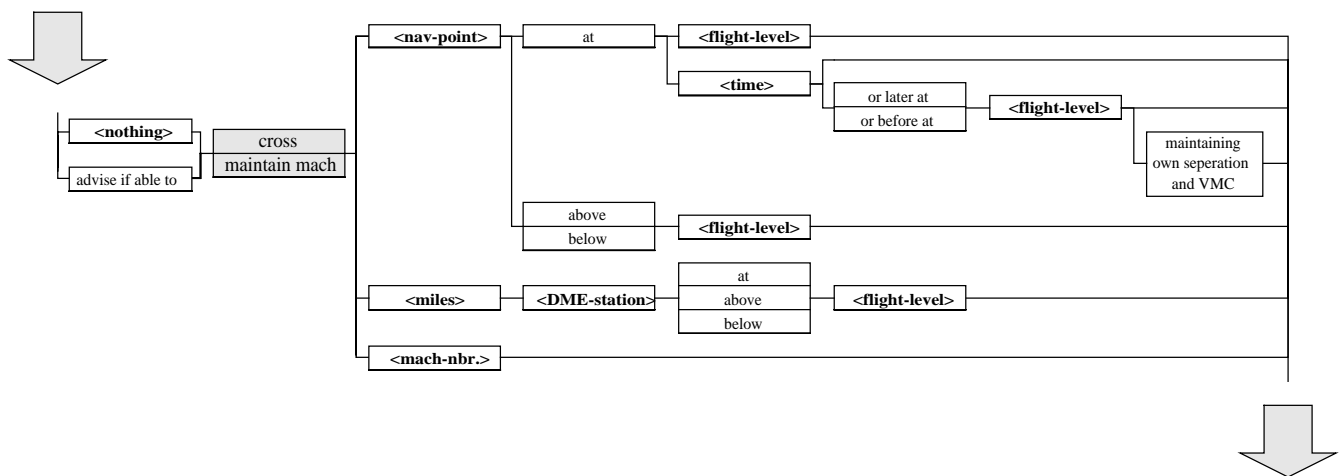 <nav-point>
at
<flight-level>
<time>
or later at
or before at
<flight-level>
maintaining
own seperation
and VMC
<nothing>
advise if able to
cross
maintain mach
above
below
<flight-level>
<miles>
<DME-station>
at
above
below
<flight-level>
<mach-nbr.>